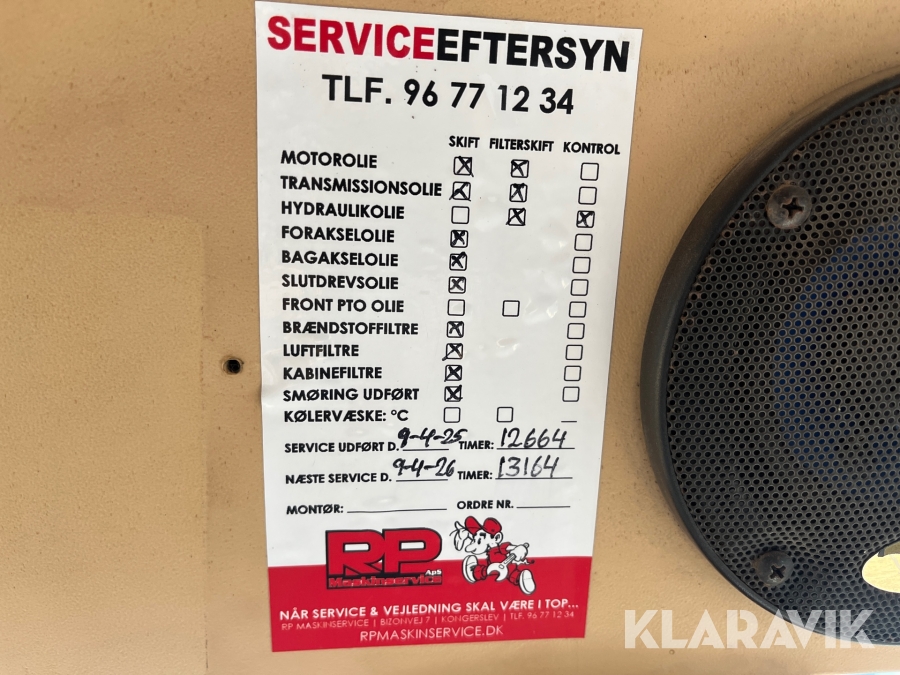 SERVICEEFTERSYN
TLF. 96 77 12 34
SKIFT FILTERSKIFT KONTROL
MOTOROLIE
TRANSMISSIONSOLIE
HYDRAULIKOLIE
FORAKSELOLIE
BAGAKSELOLIE
SLUTDREVSOLIE
FRONT PTO OLIE
BRÆNDSTOFFILTRE
LUFTFILTRE
KABINEFILTRE
SMØRING UDFØRT
KØLERVÆSKE: °C
SERVICE UDFØRT D. 9-4-25 TIMER: 12664
NÆSTE SERVICE D. 9-4-26 TIMER: 13164
MONTØR: ORDRE NR.
RP ApS
Maskinservice
NÅR SERVICE & VEJLEDNING SKAL VÆRE I TOP...
RP MASKINSERVICE | BIZONVEJ 7 | KONGERSLEV | TLF. 96 77 12 34
RPMASKINSERVICE.DK
KLARAVIK